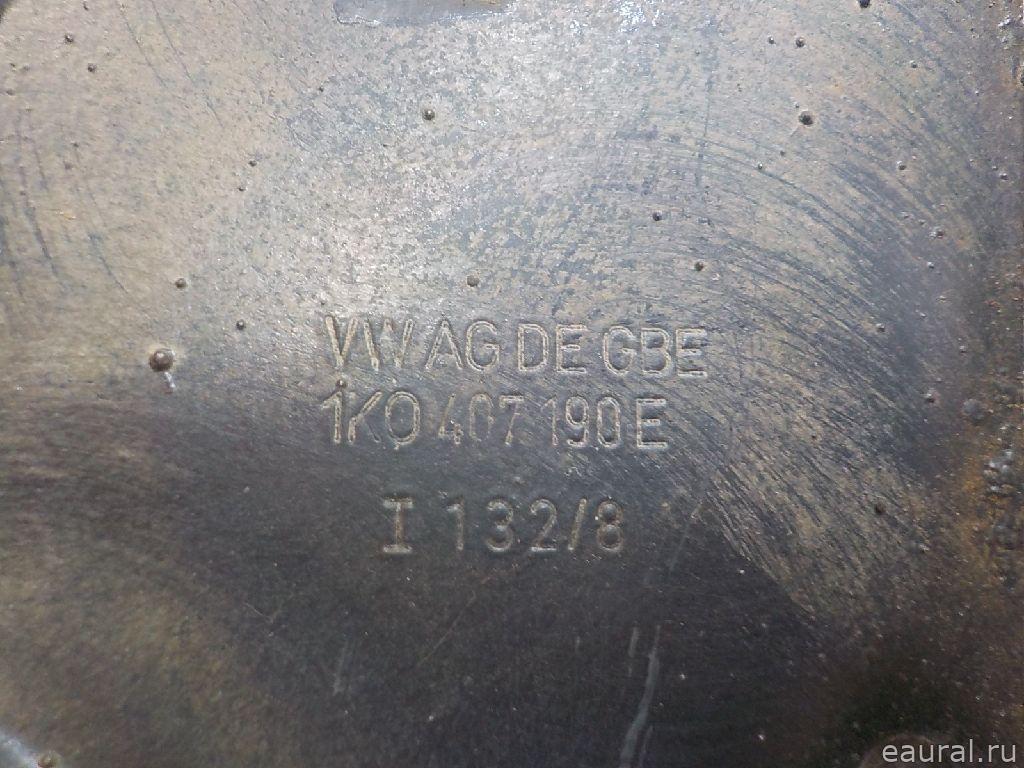 VW AG DE GBE
1K0 407 190 E
I 132/8
eaural.ru